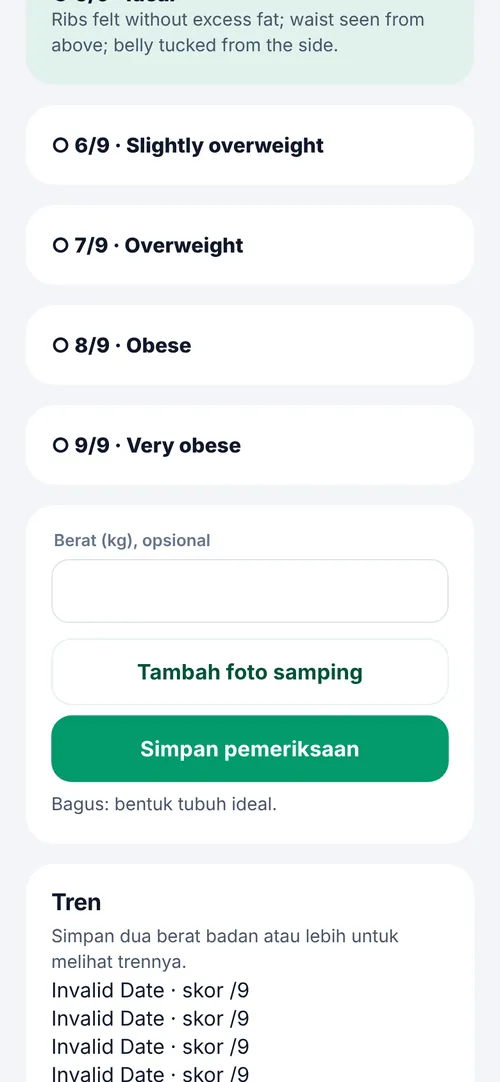 Ribs felt without excess fat; waist seen from
above; belly tucked from the side.
6/9 · Slightly overweight
7/9 · Overweight
8/9 · Obese
9/9 · Very obese
Berat (kg), opsional
Tambah foto samping
Simpan pemeriksaan
Bagus: bentuk tubuh ideal.
Tren
Simpan dua berat badan atau lebih untuk
melihat trennya.
Invalid Date · skor /9
Invalid Date · skor /9
Invalid Date · skor /9
Invalid Date · skor /9